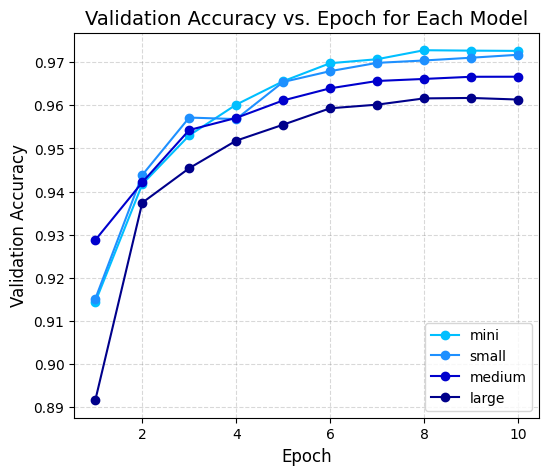 Validation Accuracy vs. Epoch for Each Model
0.97
0.96
0.95
0.94
0.93
0.92
0.91
0.90
0.89
Validation Accuracy
2 4 6 8 10
Epoch
mini
small
medium
large